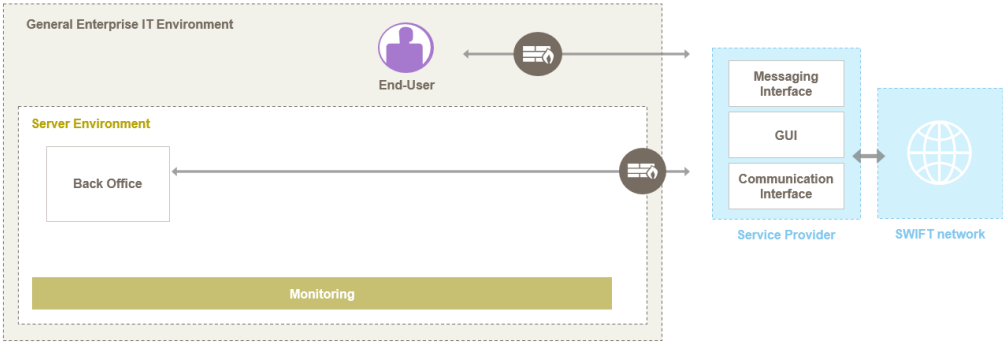 General Enterprise IT Environment
End-User
Server Environment
Back Office
Monitoring
Messaging
Interface
GUI
Communication
Interface
Service Provider
SWIFT network